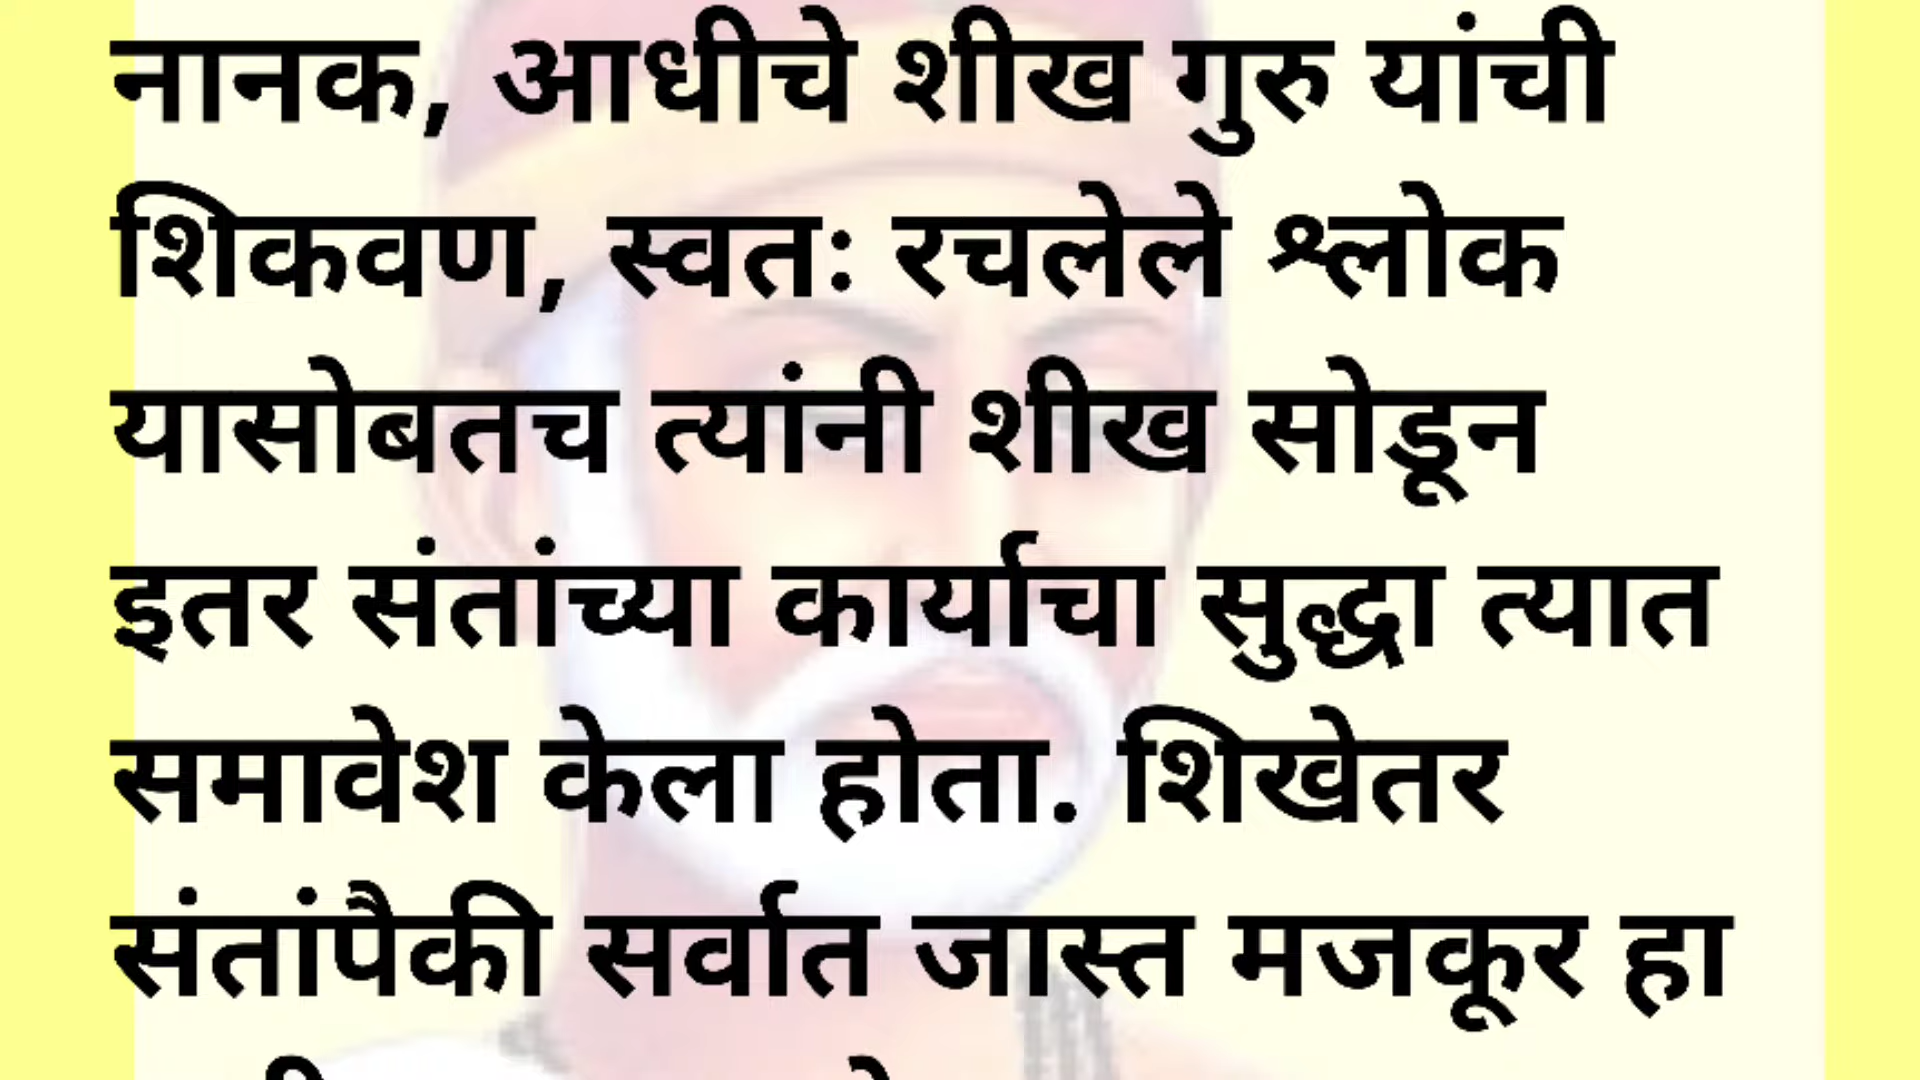 नानक, आधीचे शीख गुरु यांची
शिकवण, स्वत: रचलेले श्लोक
यासोबतच त्यांनी शीख सोडून
इतर संतांच्या कार्याचा सुद्धा त्यात
समावेश केला होता. शिखेतर
संतांपैकी सर्वात जास्त मजकूर हा